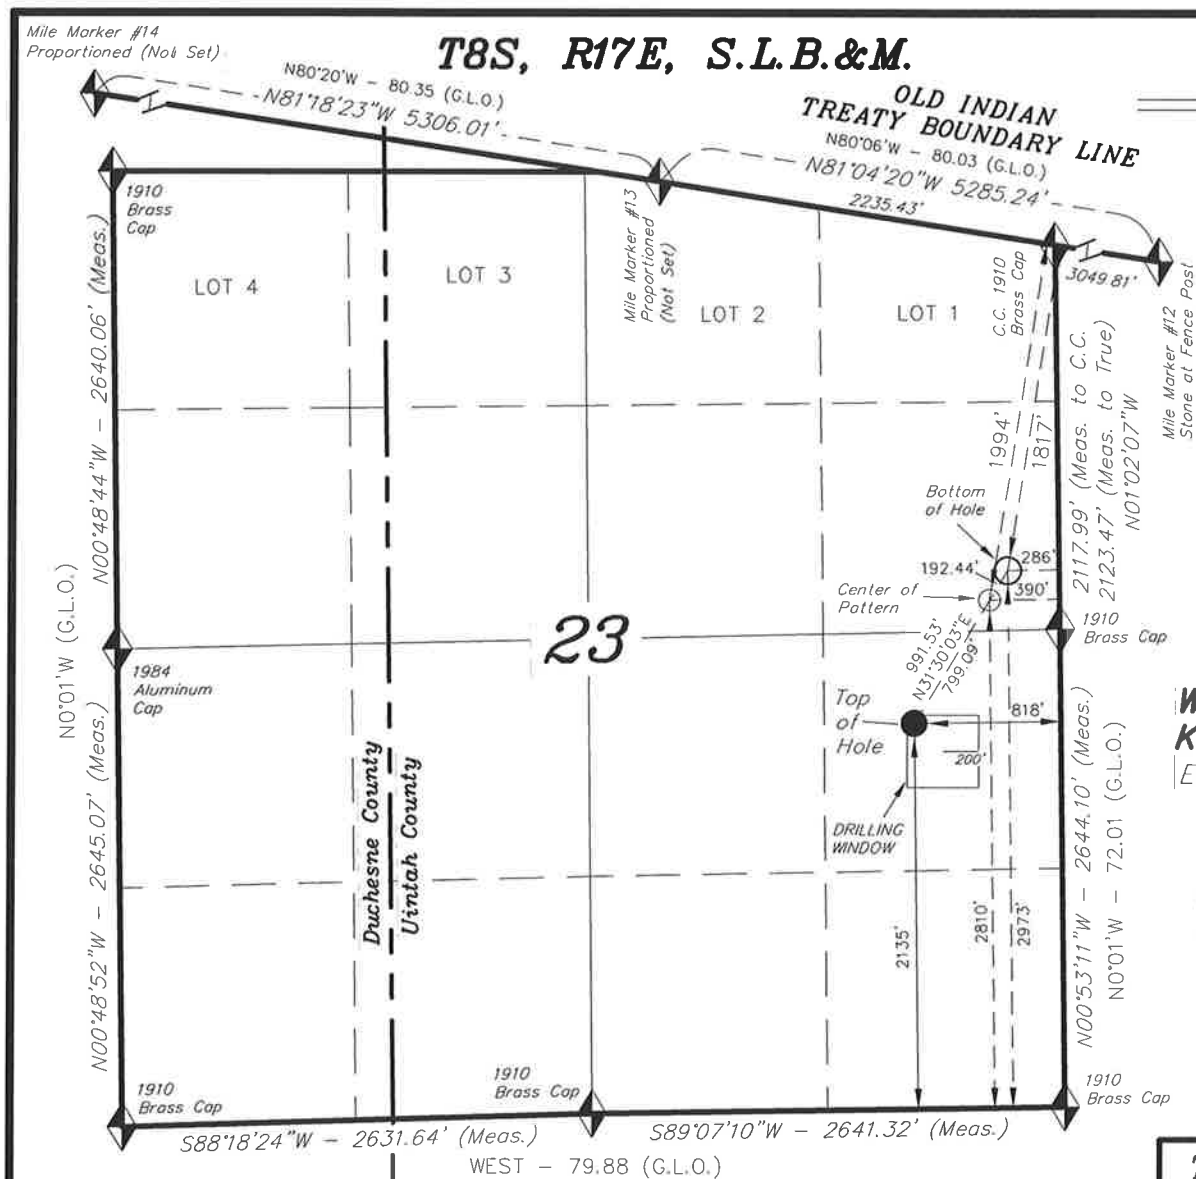 Mile Marker #14
Proportioned (Not Set)
T8S, R17E, S.L.B.&M.
N80°20'W - 80.35 (G.L.O.)
N81°18'23"W 5306.01'
OLD INDIAN
TREATY BOUNDARY LINE
N80°06'W - 80.03 (G.L.O.)
N81°04'20"W 5285.24'
2235.43'
3049.81'
1910
Brass
Cap
LOT 4
LOT 3
LOT 2
LOT 1
Mile Marker #13
Proportioned
(Not Set)
C.C. 1910
Brass Cap
Mile Marker #12
Stone at Fence Post
N00°48'44"W - 2640.06' (Meas.)
N0°01'W (G.L.O.)
2117.99' (Meas. to C.C.
2123.47' (Meas. to True)
N01°02'07"W
1994'
1817'
Bottom
of Hole
286'
192.44'
390'
Center of
Pattern
1910
Brass Cap
23
991.53'
N31°30'03"E
799.09'
1984
Aluminum
Cap
Top
of
Hole
818'
200'
DRILLING
WINDOW
W
K
E
Duchesne County
Uintah County
N00°48'52"W - 2645.07' (Meas.)
2135'
2810'
2973'
N00°53'11"W - 2644.10' (Meas.)
N0°01'W - 72.01 (G.L.O.)
1910
Brass Cap
1910
Brass Cap
1910
Brass Cap
S88°18'24"W - 2631.64' (Meas.)
S89°07'10"W - 2641.32' (Meas.)
WEST - 79.88 (G.L.O.)